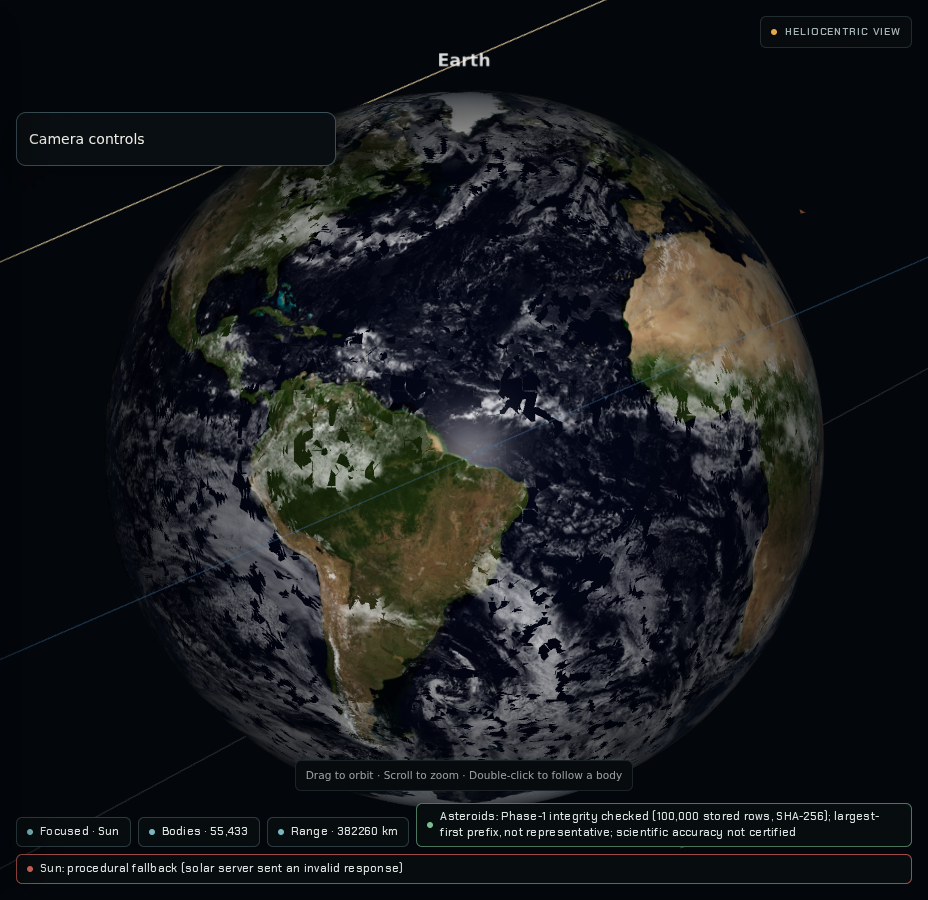 HELIOCENTRIC VIEW
Earth
Camera controls
Drag to orbit · Scroll to zoom · Double-click to follow a body
Focused · Sun
Bodies · 55,433
Range · 382260 km
Asteroids: Phase-1 integrity checked (100,000 stored rows, SHA-256); largest-
first prefix, not representative; scientific accuracy not certified
Sun: procedural fallback (solar server sent an invalid response)